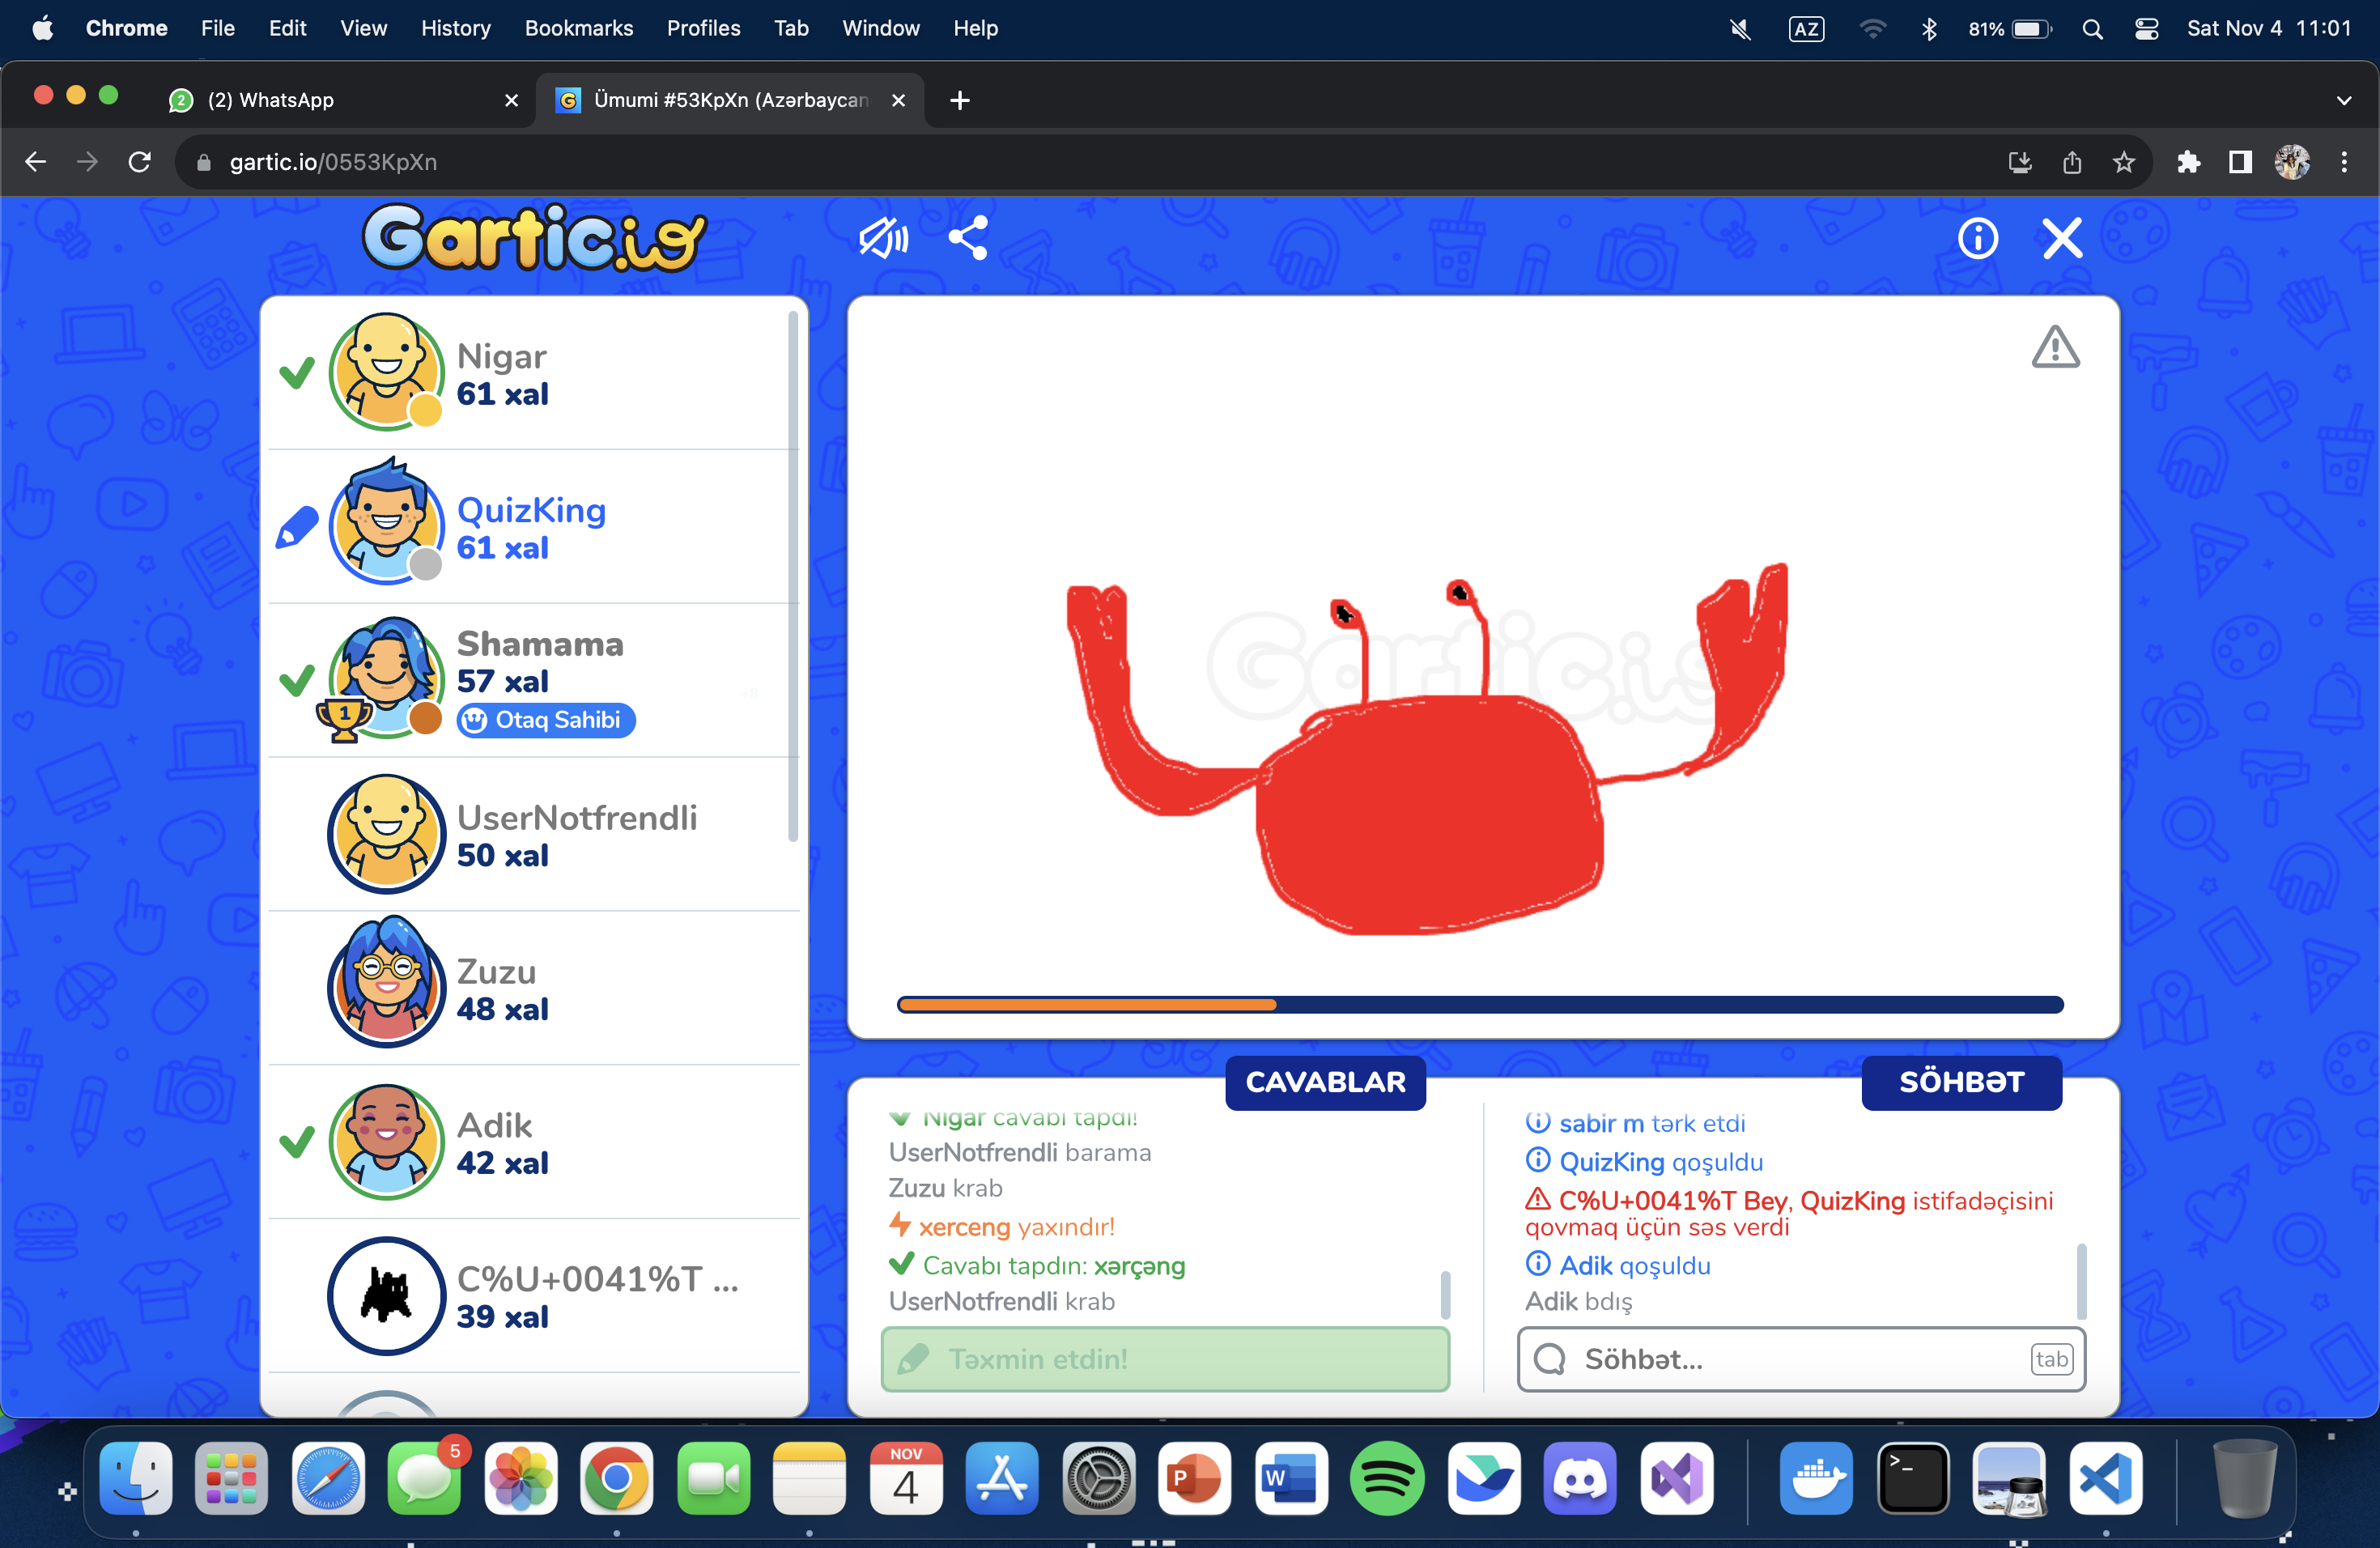 Chrome File Edit View History Bookmarks Profiles Tab Window Help AZ 81% Sat Nov 4 11:01
2 (2) WhatsApp G Ümumi #53KpXn (Azərbaycan
gartic.io/0553KpXn
Gartic.io
Nigar
61 xal
QuizKing
61 xal
Shamama
57 xal
1
Otaq Sahibi
UserNotfrendli
50 xal
Zuzu
48 xal
Adik
42 xal
C%U+0041%T ...
39 xal
Gartic.io
CAVABLAR
Nigar cavabı tapdı!
UserNotfrendli barama
Zuzu krab
xerceng yaxındır!
Cavabı tapdın: xərçəng
UserNotfrendli krab
Təxmin etdin!
SÖHBƏT
sabir m tərk etdi
QuizKing qoşuldu
C%U+0041%T Bey, QuizKing istifadəçisini
qovmaq üçün səs verdi
Adik qoşuldu
Adik bdış
Söhbət... tab
5
NOV
4
P
W
>_